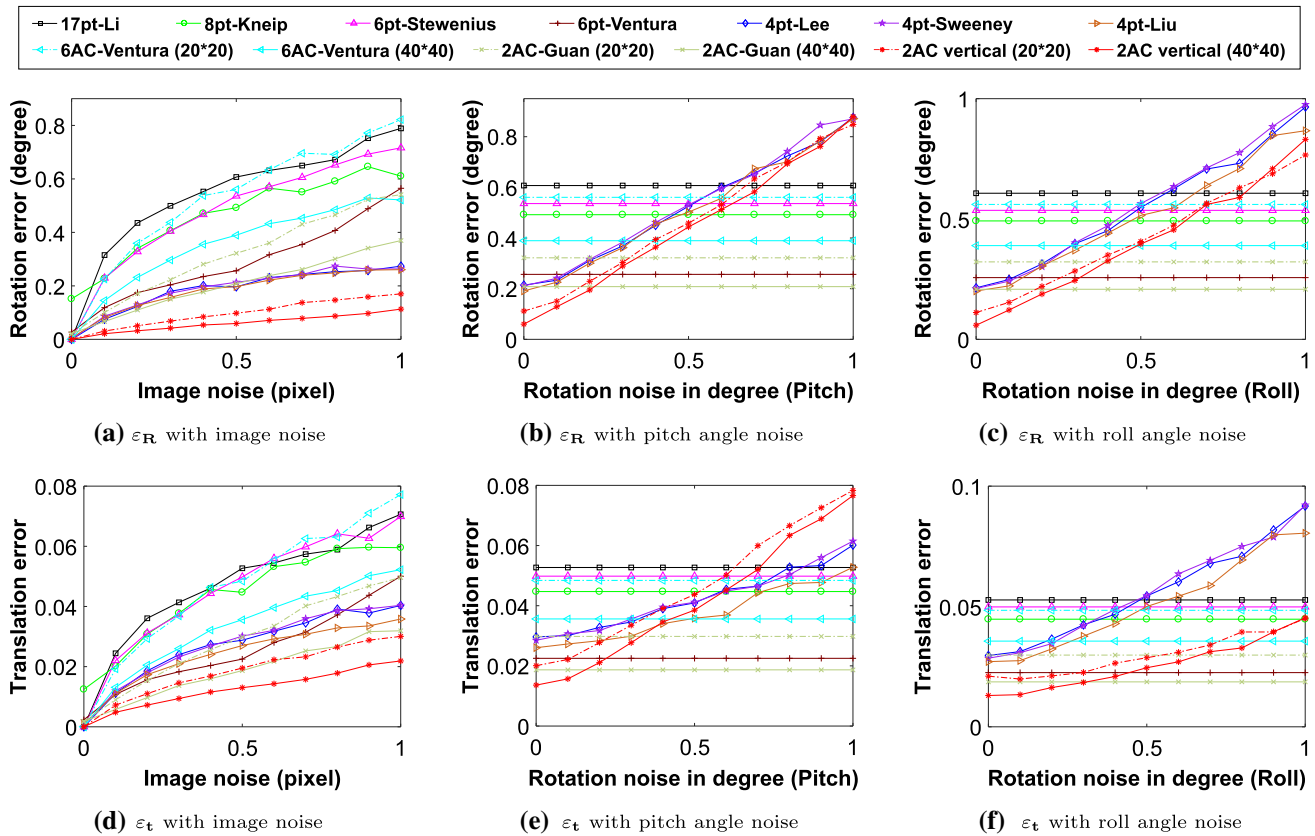 17pt-Li 8pt-Kneip 6pt-Stewenius 6pt-Ventura 4pt-Lee 4pt-Sweeney 4pt-Liu
6AC-Ventura (20*20) 6AC-Ventura (40*40) 2AC-Guan (20*20) 2AC-Guan (40*40) 2AC vertical (20*20) 2AC vertical (40*40)
Rotation error (degree)
0.8
0.6
0.4
0.2
0
0 0.5 1
Image noise (pixel)
(a) εR with image noise
Rotation error (degree)
0.8
0.6
0.4
0.2
0
0 0.5 1
Rotation noise in degree (Pitch)
(b) εR with pitch angle noise
Rotation error (degree)
1
0.5
0
0 0.5 1
Rotation noise in degree (Roll)
(c) εR with roll angle noise
Translation error
0.08
0.06
0.04
0.02
0
0 0.5 1
Image noise (pixel)
(d) εt with image noise
Translation error
0.08
0.06
0.04
0.02
0
0 0.5 1
Rotation noise in degree (Pitch)
(e) εt with pitch angle noise
Translation error
0.1
0.05
0
0 0.5 1
Rotation noise in degree (Roll)
(f) εt with roll angle noise